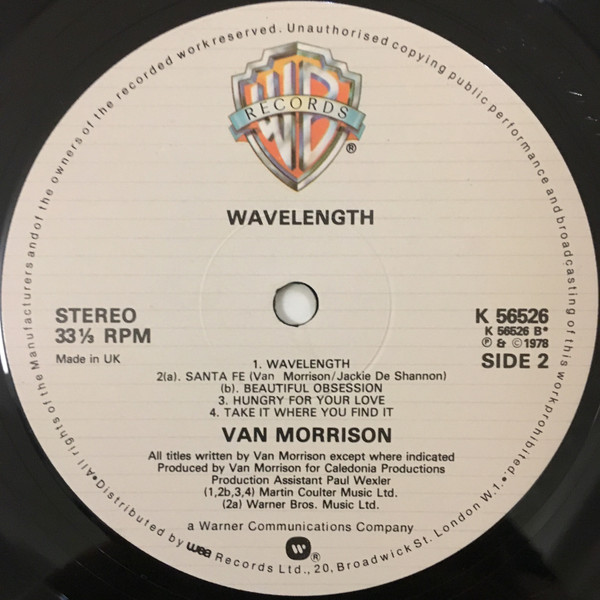 All rights of the Manufacturers and of the owners of the recorded work reserved. Unauthorised copying public performance and broadcasting of this work prohibited.
WB
RECORDS
®
WAVELENGTH
STEREO
33⅓ RPM
Made in UK
K 56526
K 56526 B*
℗ & © 1978
SIDE 2
1. WAVELENGTH
2(a). SANTA FE (Van Morrison/Jackie De Shannon)
(b). BEAUTIFUL OBSESSION
3. HUNGRY FOR YOUR LOVE
4. TAKE IT WHERE YOU FIND IT
VAN MORRISON
All titles written by Van Morrison except where indicated
Produced by Van Morrison for Caledonia Productions
Production Assistant Paul Wexler
(1,2b,3,4) Martin Coulter Music Ltd.
(2a) Warner Bros. Music Ltd.
a Warner Communications Company
®
•Distributed by wea Records Ltd., 20, Broadwick St. London W.1.•